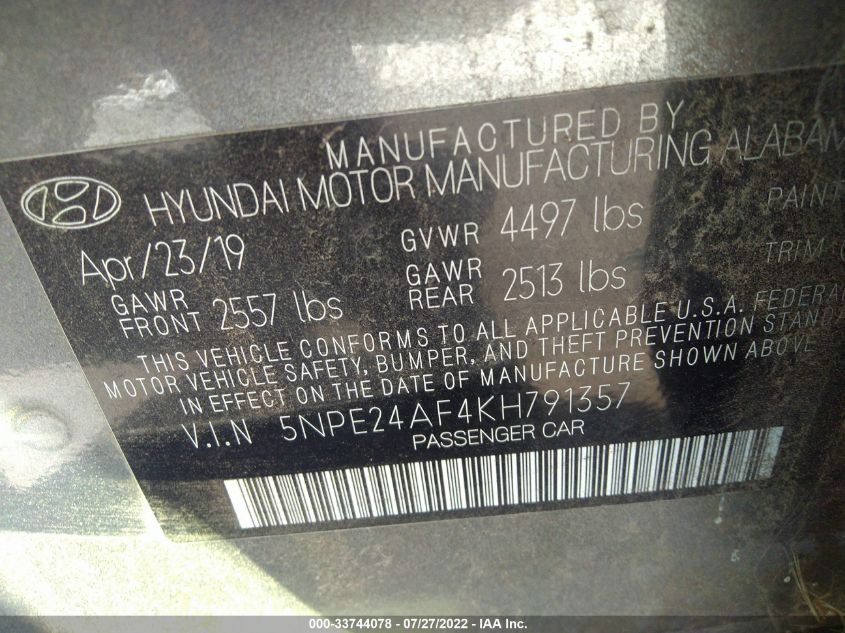 MANUFACTURED BY
HYUNDAI MOTOR MANUFACTURING ALABAM
Apr/23/19 GVWR 4497 lbs PAINT
GAWR FRONT 2557 lbs GAWR REAR 2513 lbs TRIM:
THIS VEHICLE CONFORMS TO ALL APPLICABLE U.S.A. FEDERA
MOTOR VEHICLE SAFETY, BUMPER, AND THEFT PREVENTION STAND
IN EFFECT ON THE DATE OF MANUFACTURE SHOWN ABOVE
V.I.N 5NPE24AF4KH791357
PASSENGER CAR
000-33744078 - 07/27/2022 - IAA Inc.